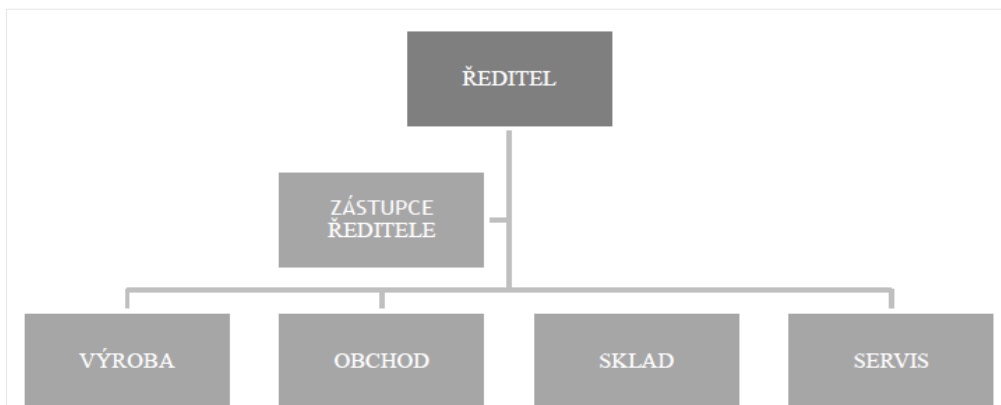 ŘEDITEL
ZÁSTUPCE
ŘEDITELE
VÝROBA
OBCHOD
SKLAD
SERVIS